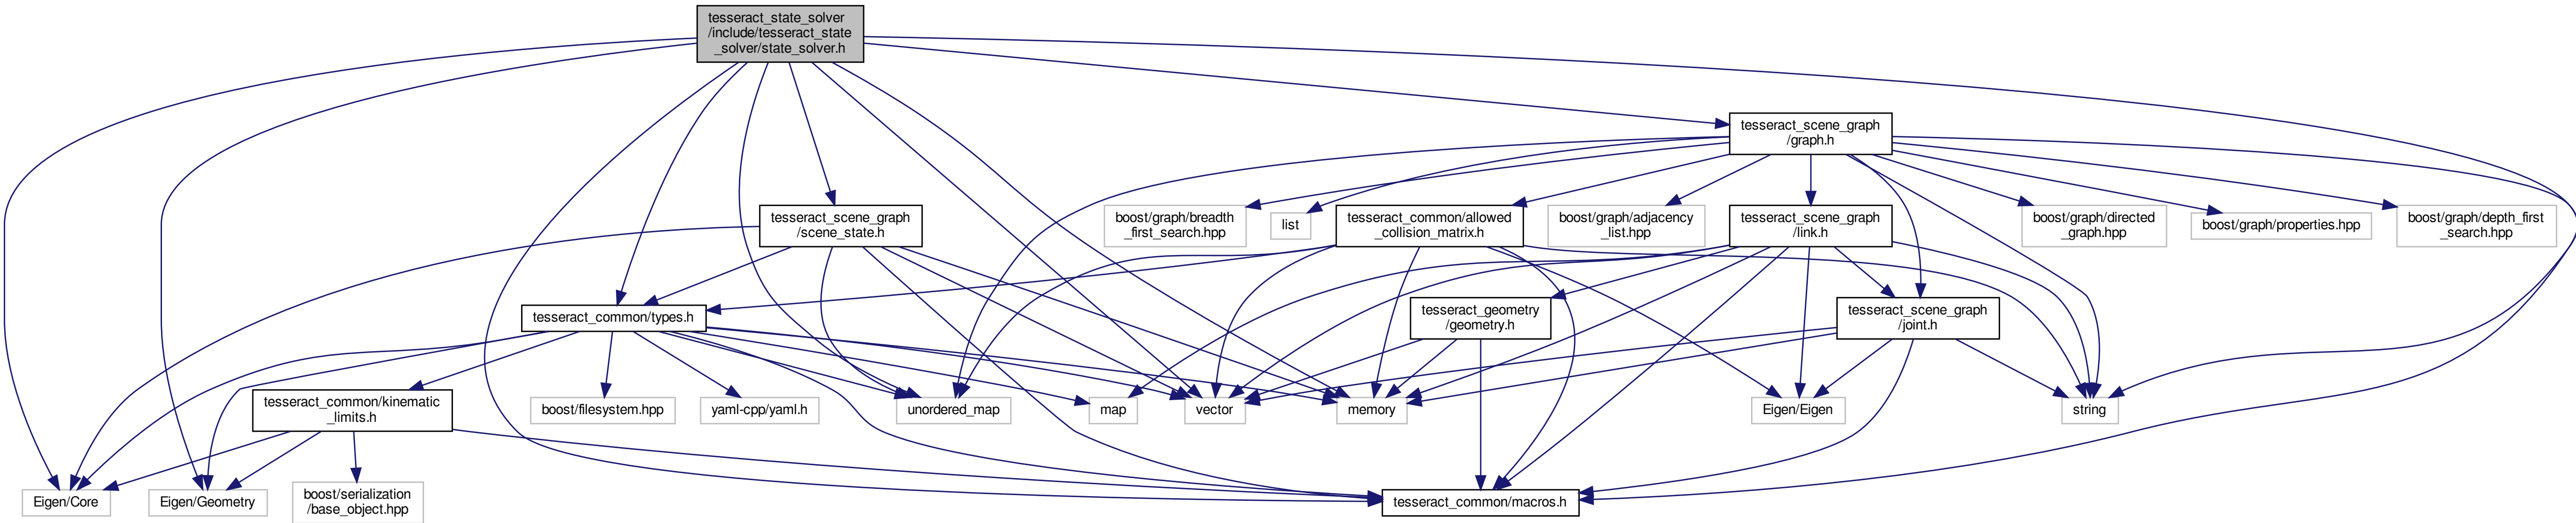 tesseract_state_solver
/include/tesseract_state
_solver/state_solver.h
tesseract_scene_graph
/graph.h
tesseract_scene_graph
/scene_state.h
boost/graph/breadth
_first_search.hpp
list
tesseract_common/allowed
_collision_matrix.h
boost/graph/adjacency
_list.hpp
tesseract_scene_graph
/link.h
boost/graph/directed
_graph.hpp
boost/graph/properties.hpp
boost/graph/depth_first
_search.hpp
tesseract_common/types.h
tesseract_geometry
/geometry.h
tesseract_scene_graph
/joint.h
tesseract_common/kinematic
_limits.h
boost/filesystem.hpp
yaml-cpp/yaml.h
unordered_map
map
vector
memory
Eigen/Eigen
string
Eigen/Core
Eigen/Geometry
boost/serialization
/base_object.hpp
tesseract_common/macros.h